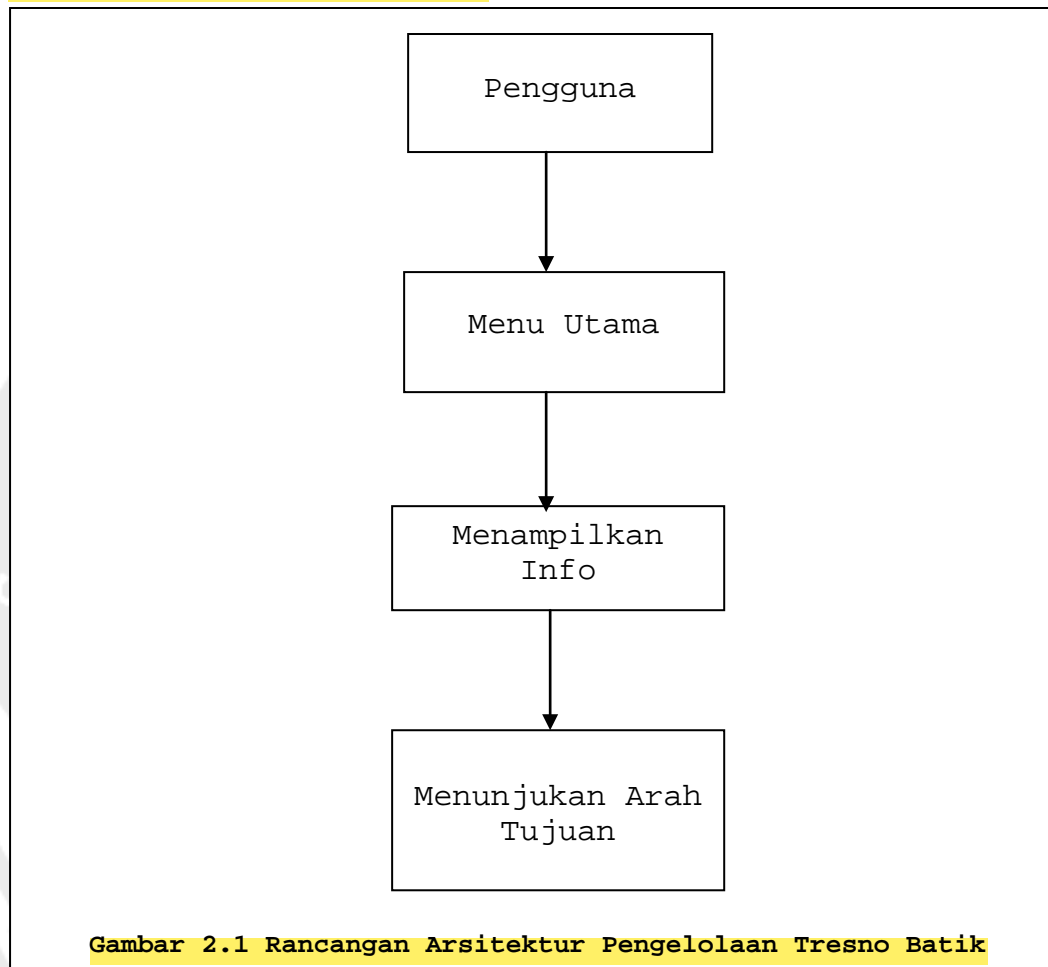 Pengguna
Menu Utama
Menampilkan
Info
Menunjukan Arah
Tujuan
Gambar 2.1 Rancangan Arsitektur Pengelolaan Tresno Batik